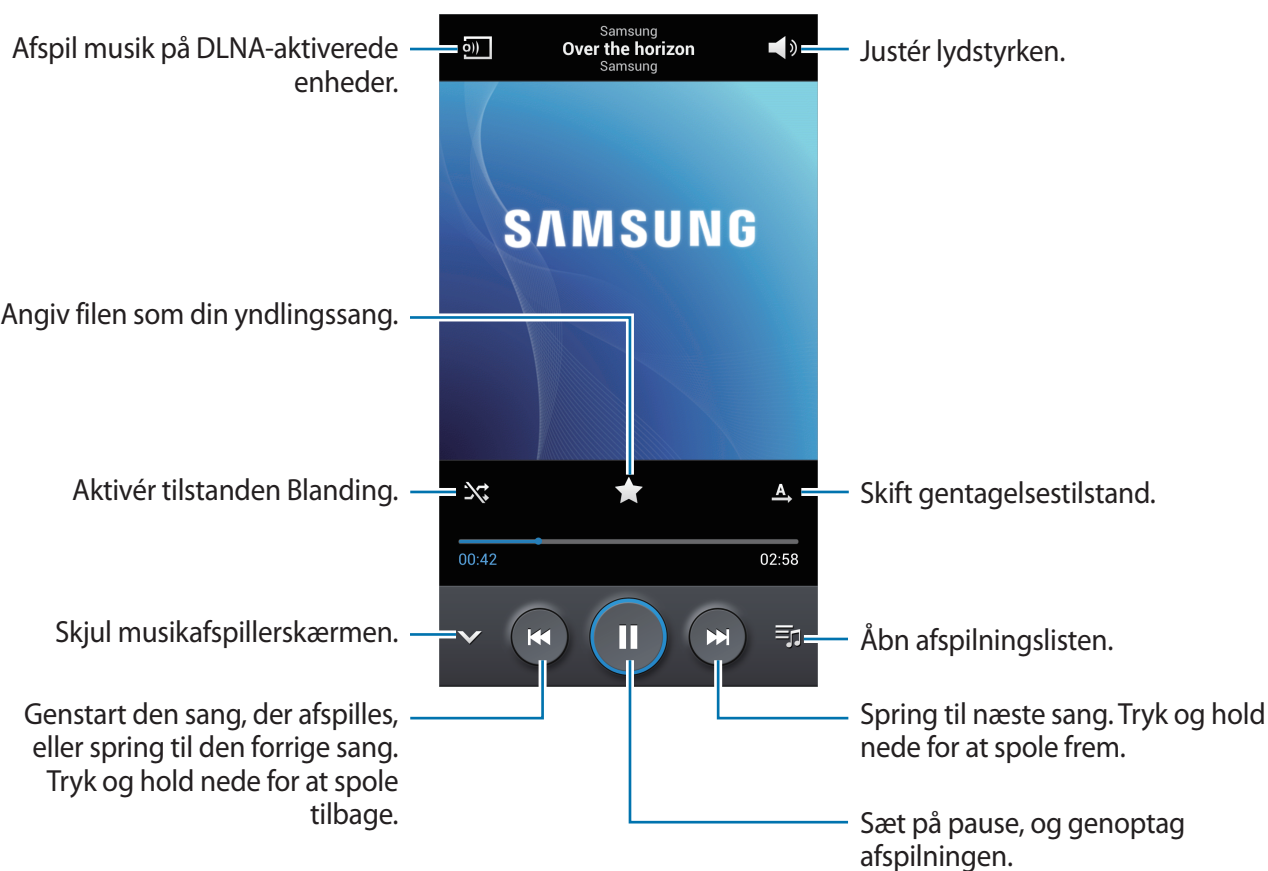 Afspil musik på DLNA-aktiverede
enheder.
Samsung
Over the horizon
Samsung
Justér lydstyrken.
SAMSUNG
Angiv filen som din yndlingssang.
Aktivér tilstanden Blanding.
A
Skift gentagelsestilstand.
00:42
02:58
Skjul musikafspillerskærmen.
Åbn afspilningslisten.
Genstart den sang, der afspilles,
eller spring til den forrige sang.
Tryk og hold nede for at spole
tilbage.
Spring til næste sang. Tryk og hold
nede for at spole frem.
Sæt på pause, og genoptag
afspilningen.